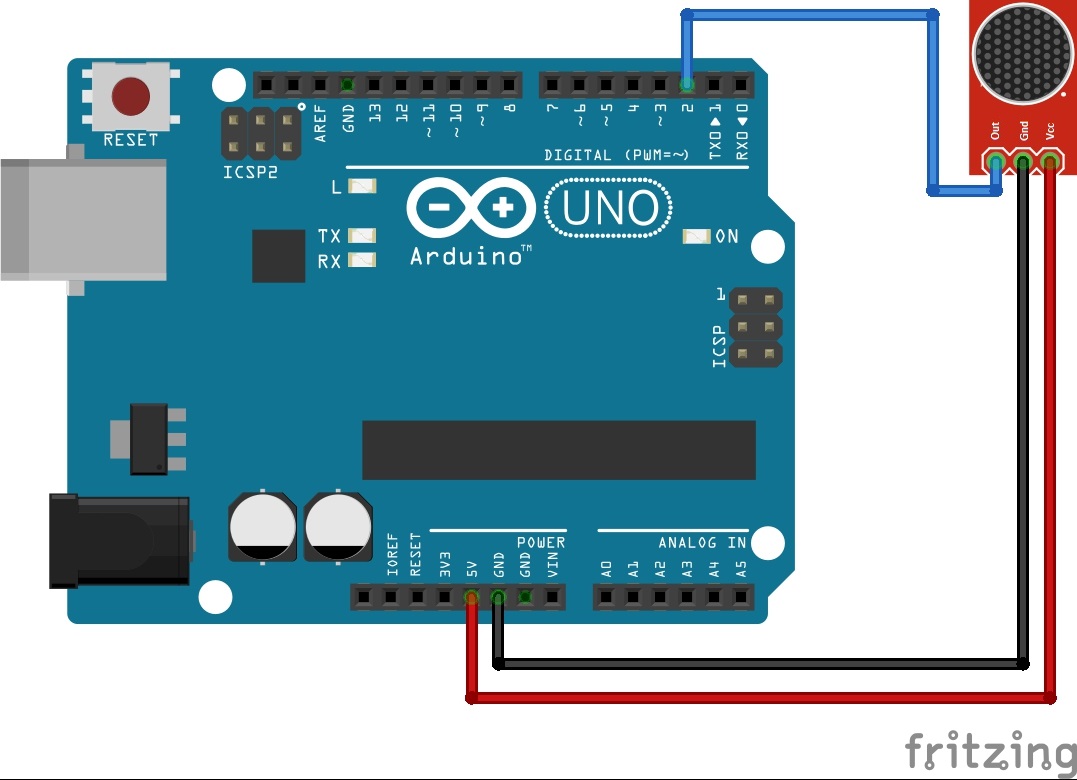 RESET
ICSP2
AREF
GND
13
12
~11
~10
~9
8
7
~6
~5
4
~3
2
TX0▶1
RX0◀0
DIGITAL (PWM=~)
L
TX
RX
UNO
Arduino™
ON
1
ICSP
Out
Gnd
Vcc
IOREF
RESET
3V3
5V
GND
GND
VIN
POWER
ANALOG IN
A0
A1
A2
A3
A4
A5
fritzing